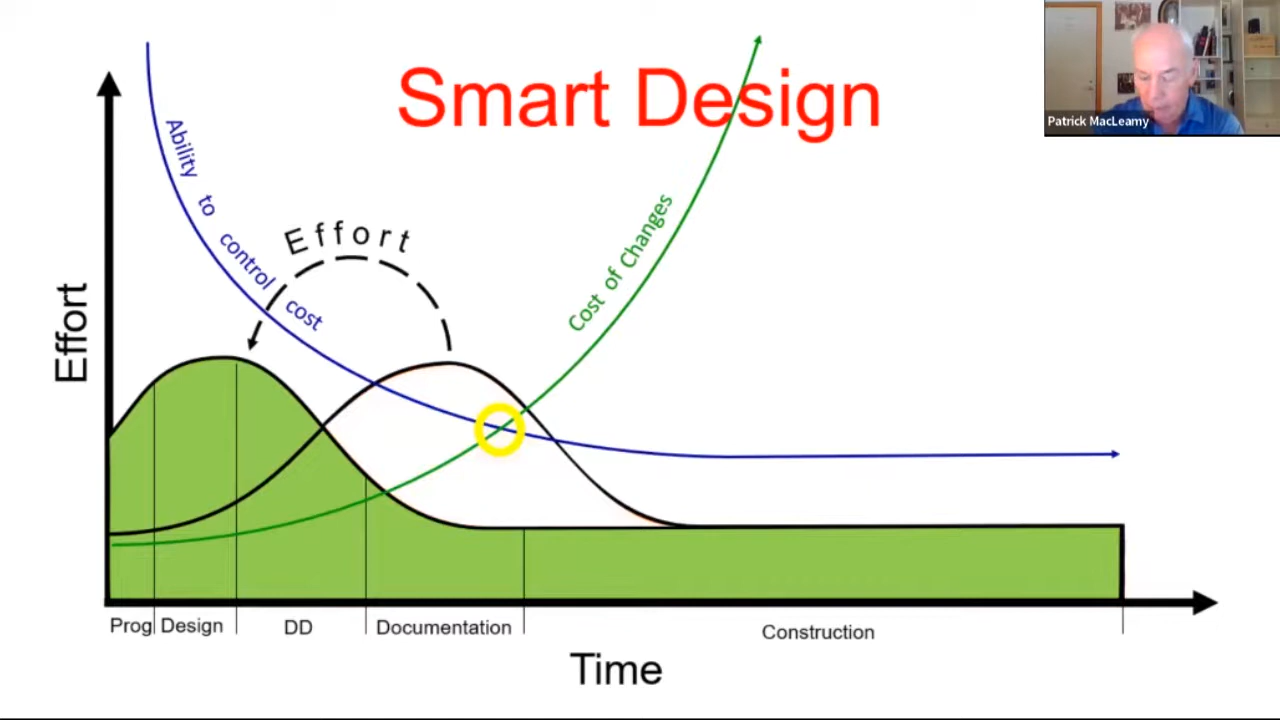 Smart Design
Patrick MacLeamy
Ability to control cost
Effort
Cost of Changes
Effort
Prog Design DD Documentation Construction
Time